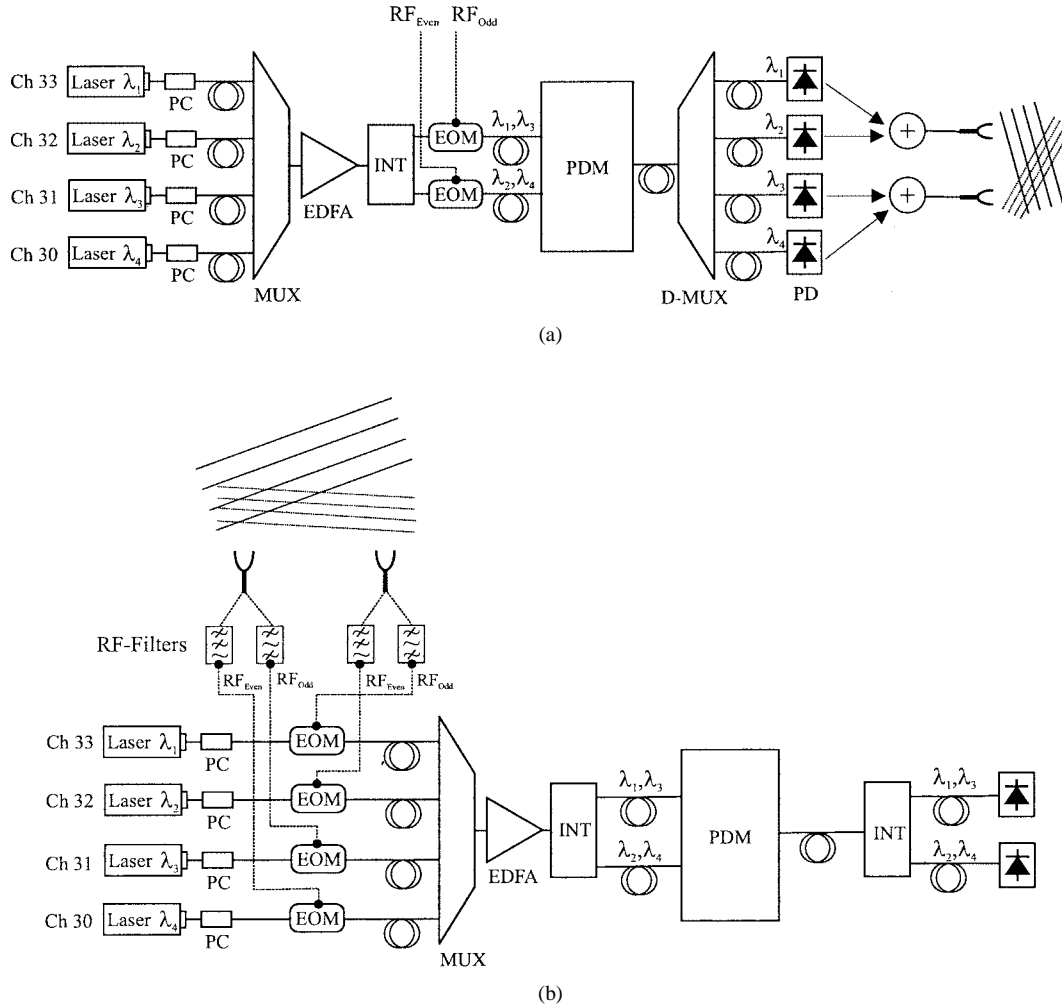 RF_Even RF_Odd
Ch 33 Laser λ₁ PC
Ch 32 Laser λ₂ PC
Ch 31 Laser λ₃ PC
Ch 30 Laser λ₄ PC
MUX
EDFA
INT
EOM λ₁,λ₃
EOM λ₂,λ₄
PDM
D-MUX
λ₁
λ₂
λ₃
λ₄
PD
+
+
(a)
RF-Filters
RF_Even RF_Odd RF_Even RF_Odd
Ch 33 Laser λ₁ PC EOM
Ch 32 Laser λ₂ PC EOM
Ch 31 Laser λ₃ PC EOM
Ch 30 Laser λ₄ PC EOM
MUX
EDFA
INT
λ₁,λ₃
λ₂,λ₄
PDM
INT
λ₁,λ₃
λ₂,λ₄
(b)